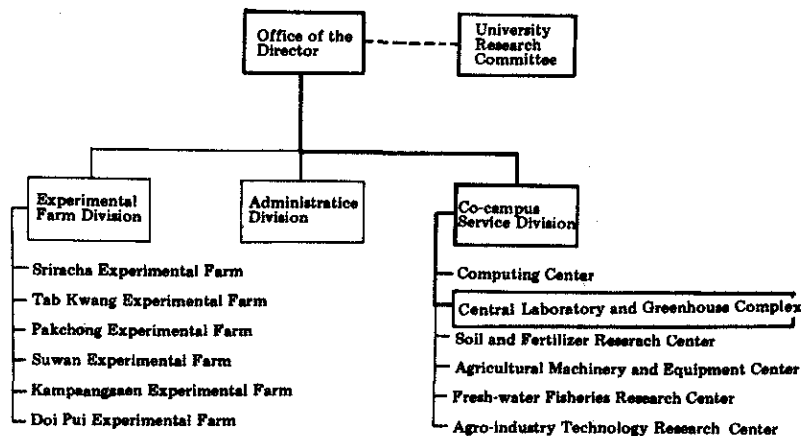 Office of the
Director
University
Research
Committee
Experimental
Farm Division
Administratice
Division
Co-campus
Service Division
Sriracha Experimental Farm
Tab Kwang Experimental Farm
Pakchong Experimental Farm
Suwan Experimental Farm
Kampaangsaen Experimental Farm
Doi Pui Experimental Farm
Computing Center
Central Laboratory and Greenhouse Complex
Soil and Fertilizer Reserach Center
Agricultural Machinery and Equipment Center
Fresh-water Fisheries Research Center
Agro-industry Technology Research Center